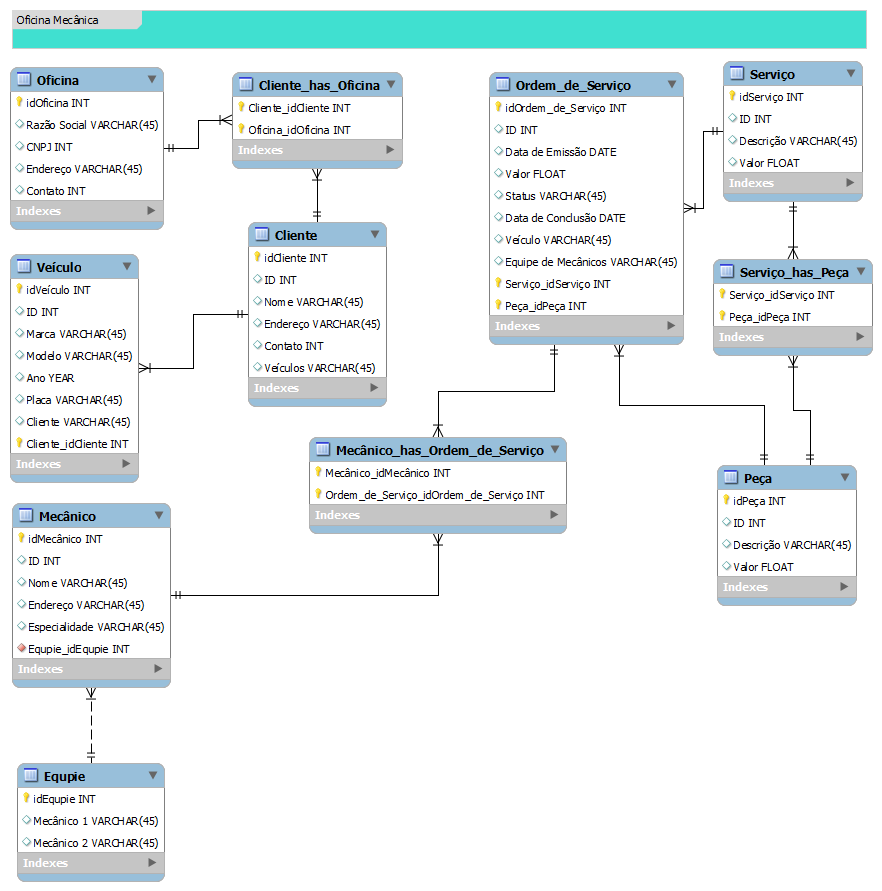 Oficina Mecânica
Oficina
idOficina INT
Razão Social VARCHAR(45)
CNPJ INT
Endereço VARCHAR(45)
Contato INT
Indexes
Cliente_has_Oficina
Cliente_idCliente INT
Oficina_idOficina INT
Indexes
Ordem_de_Serviço
idOrdem_de_Serviço INT
ID INT
Data de Emissão DATE
Valor FLOAT
Status VARCHAR(45)
Data de Conclusão DATE
Veículo VARCHAR(45)
Equipe de Mecânicos VARCHAR(45)
Serviço_idServiço INT
Peça_idPeça INT
Indexes
Serviço
idServiço INT
ID INT
Descrição VARCHAR(45)
Valor FLOAT
Indexes
Cliente
idCliente INT
ID INT
Nome VARCHAR(45)
Endereço VARCHAR(45)
Contato INT
Veículos VARCHAR(45)
Indexes
Veículo
idVeículo INT
ID INT
Marca VARCHAR(45)
Modelo VARCHAR(45)
Ano YEAR
Placa VARCHAR(45)
Cliente VARCHAR(45)
Cliente_idCliente INT
Indexes
Serviço_has_Peça
Serviço_idServiço INT
Peça_idPeça INT
Indexes
Mecânico_has_Ordem_de_Serviço
Mecânico_idMecânico INT
Ordem_de_Serviço_idOrdem_de_Serviço INT
Indexes
Peça
idPeça INT
ID INT
Descrição VARCHAR(45)
Valor FLOAT
Indexes
Mecânico
idMecânico INT
ID INT
Nome VARCHAR(45)
Endereço VARCHAR(45)
Especialidade VARCHAR(45)
Equpie_idEqupie INT
Indexes
Equpie
idEqupie INT
Mecânico 1 VARCHAR(45)
Mecânico 2 VARCHAR(45)
Indexes